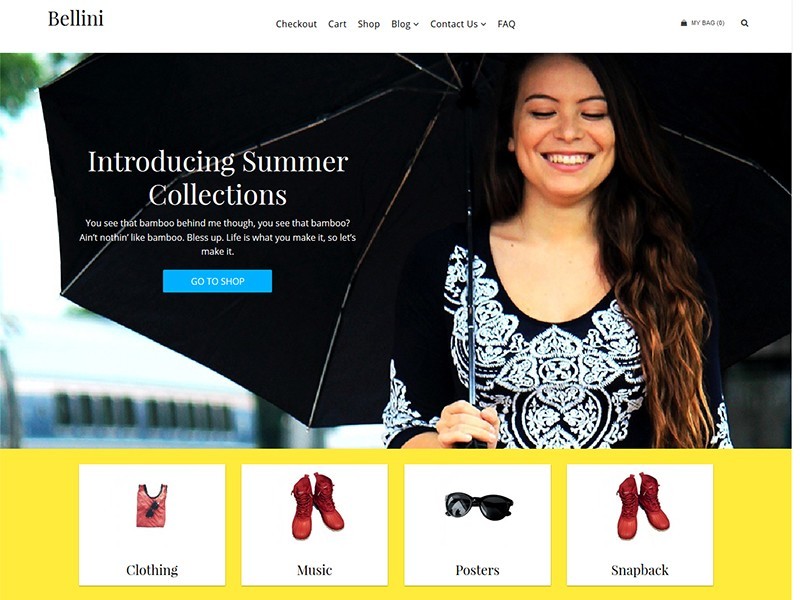 Bellini
Checkout Cart Shop Blog Contact Us FAQ
MY BAG (0)
Introducing Summer
Collections
You see that bamboo behind me though, you see that bamboo?
Ain't nothin' like bamboo. Bless up. Life is what you make it, so let's
make it.
GO TO SHOP
Clothing
Music
Posters
Snapback